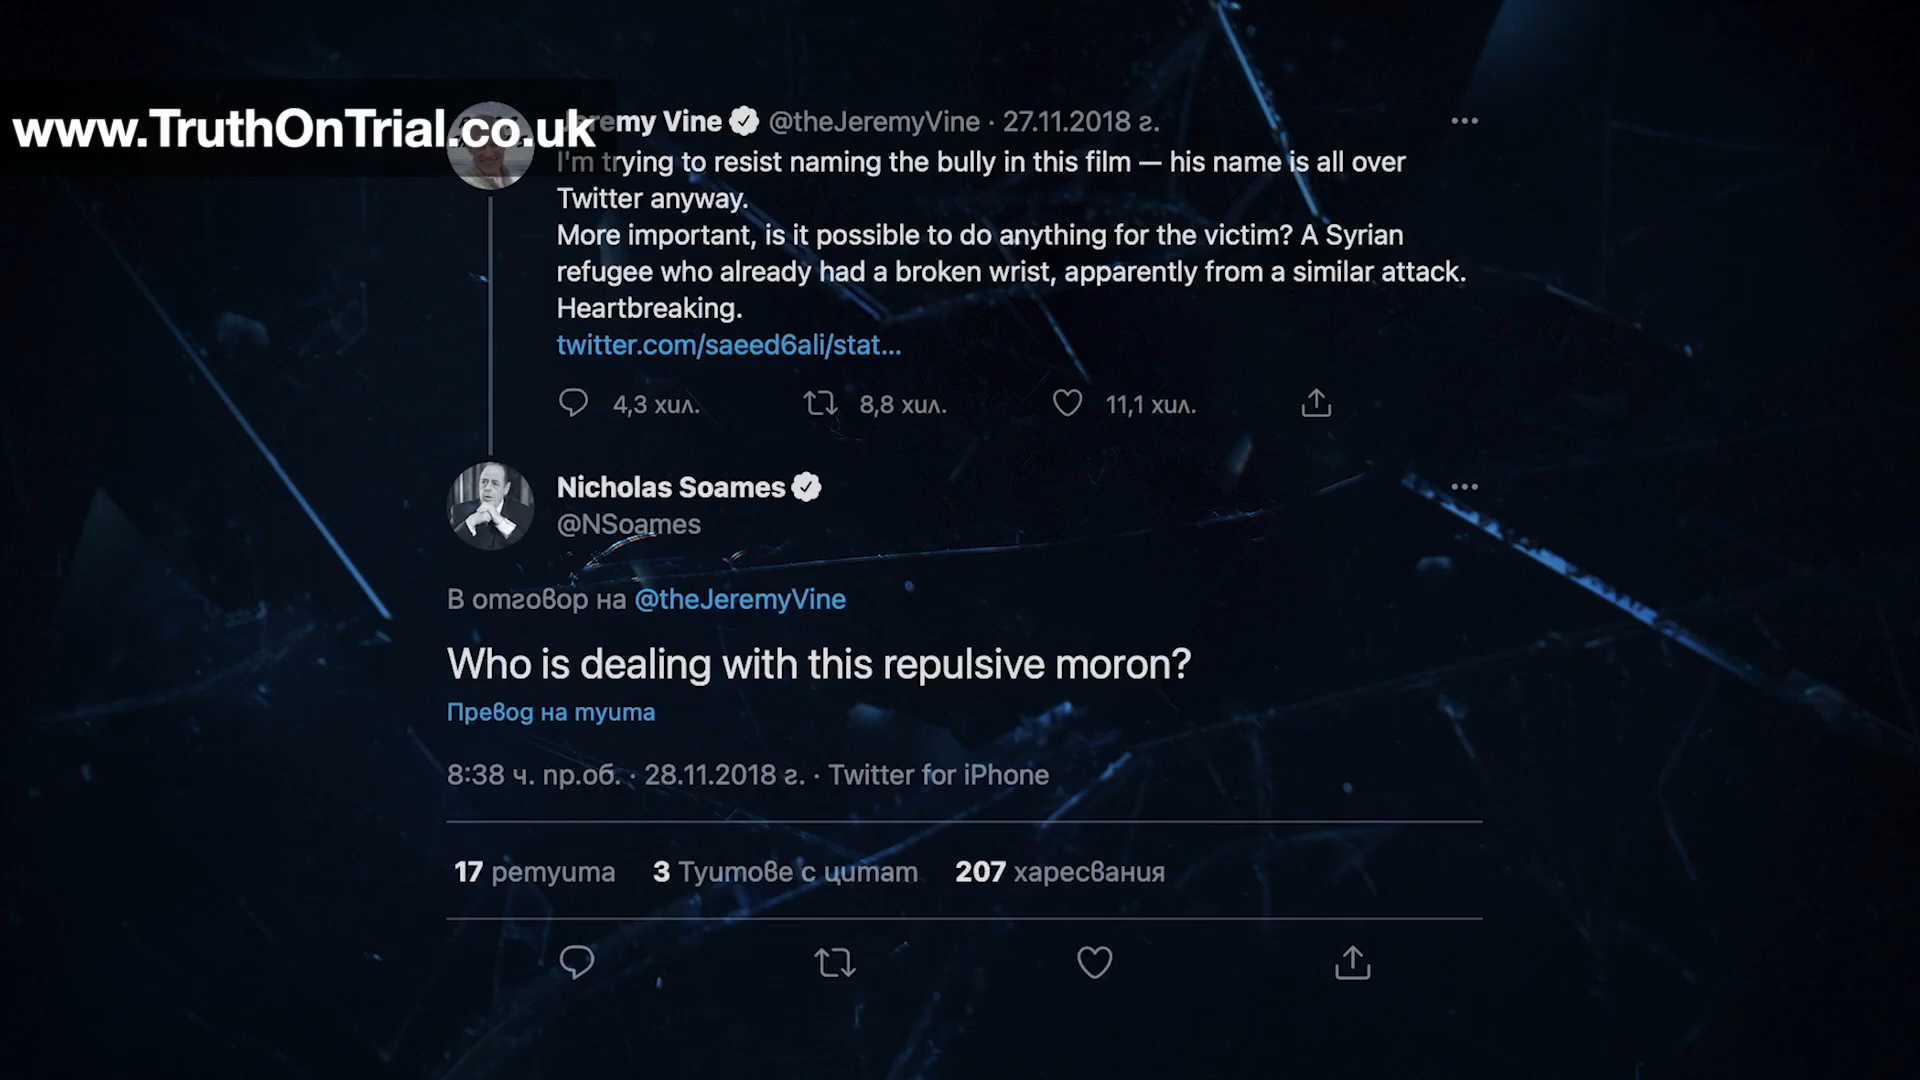 www.TruthOnTrial.co.uk
Jeremy Vine @theJeremyVine · 27.11.2018 г.
I'm trying to resist naming the bully in this film — his name is all over
Twitter anyway.
More important, is it possible to do anything for the victim? A Syrian
refugee who already had a broken wrist, apparently from a similar attack.
Heartbreaking.
twitter.com/saeed6ali/stat...
4,3 хил. 8,8 хил. 11,1 хил.
Nicholas Soames
@NSoames
В отговор на @theJeremyVine
Who is dealing with this repulsive moron?
Превод на туита
8:38 ч. пр.об. · 28.11.2018 г. · Twitter for iPhone
17 ретуита 3 Туитове с цитат 207 харесвания